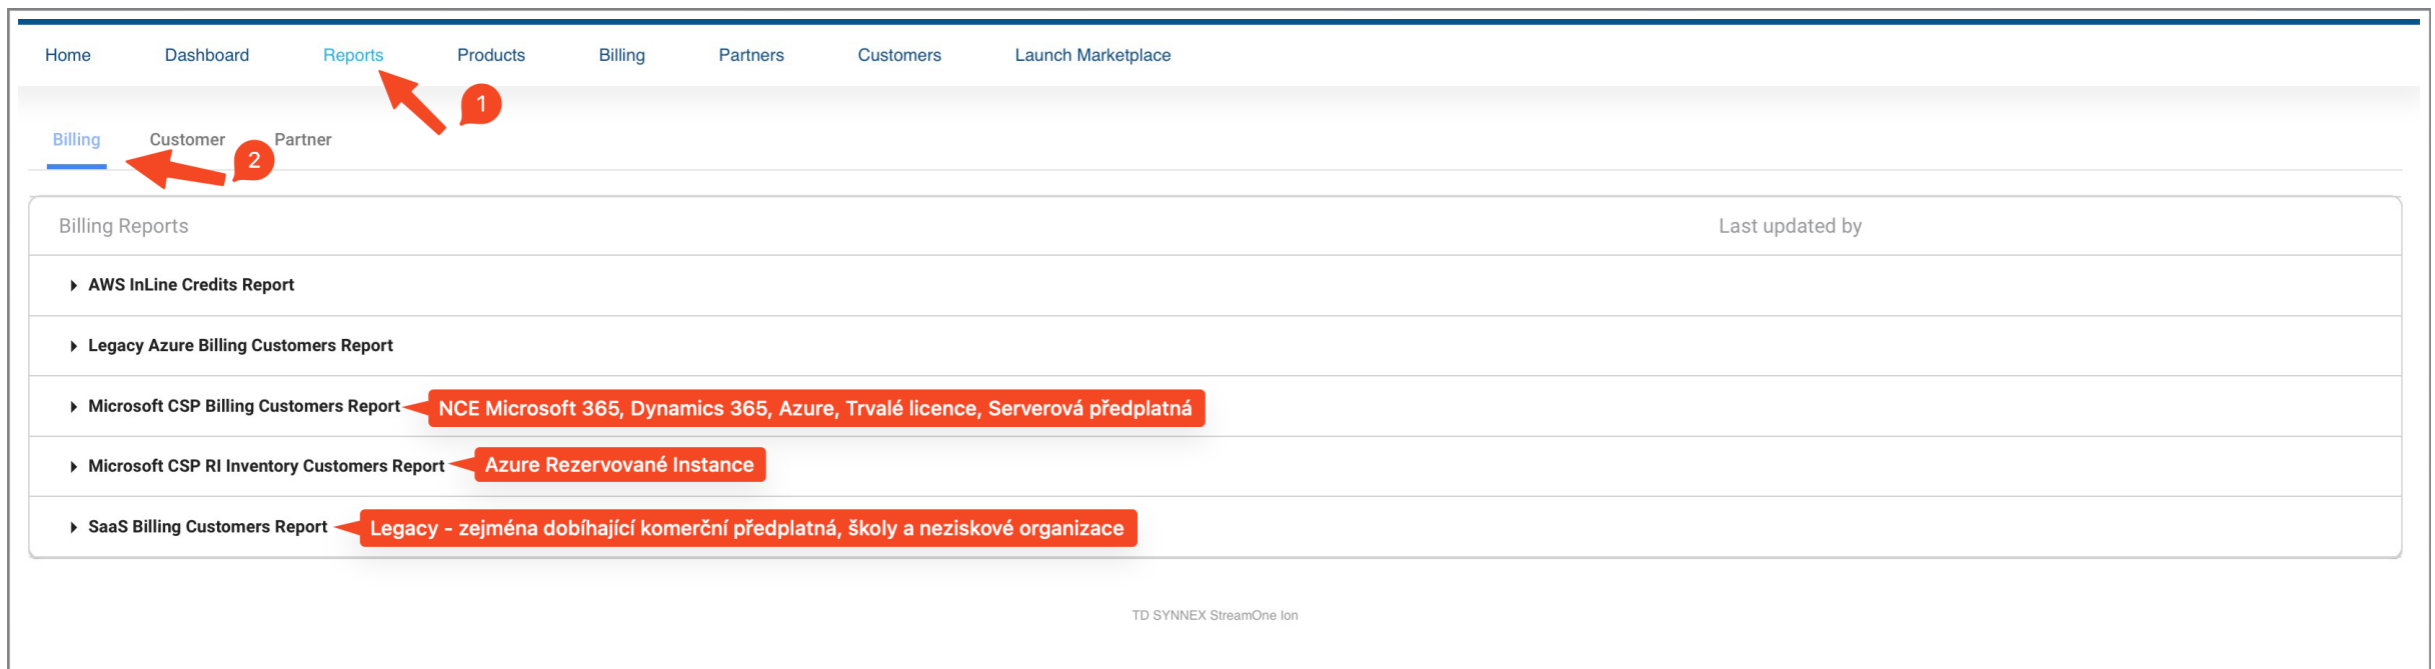 Home Dashboard Reports Products Billing Partners Customers Launch Marketplace
1
Billing Customer Partner
2
Billing Reports Last updated by
AWS InLine Credits Report
Legacy Azure Billing Customers Report
Microsoft CSP Billing Customers Report NCE Microsoft 365, Dynamics 365, Azure, Trvalé licence, Serverová předplatná
Microsoft CSP RI Inventory Customers Report Azure Rezervované Instance
SaaS Billing Customers Report Legacy - zejména dobíhající komerční předplatná, školy a neziskové organizace
TD SYNNEX StreamOne Ion